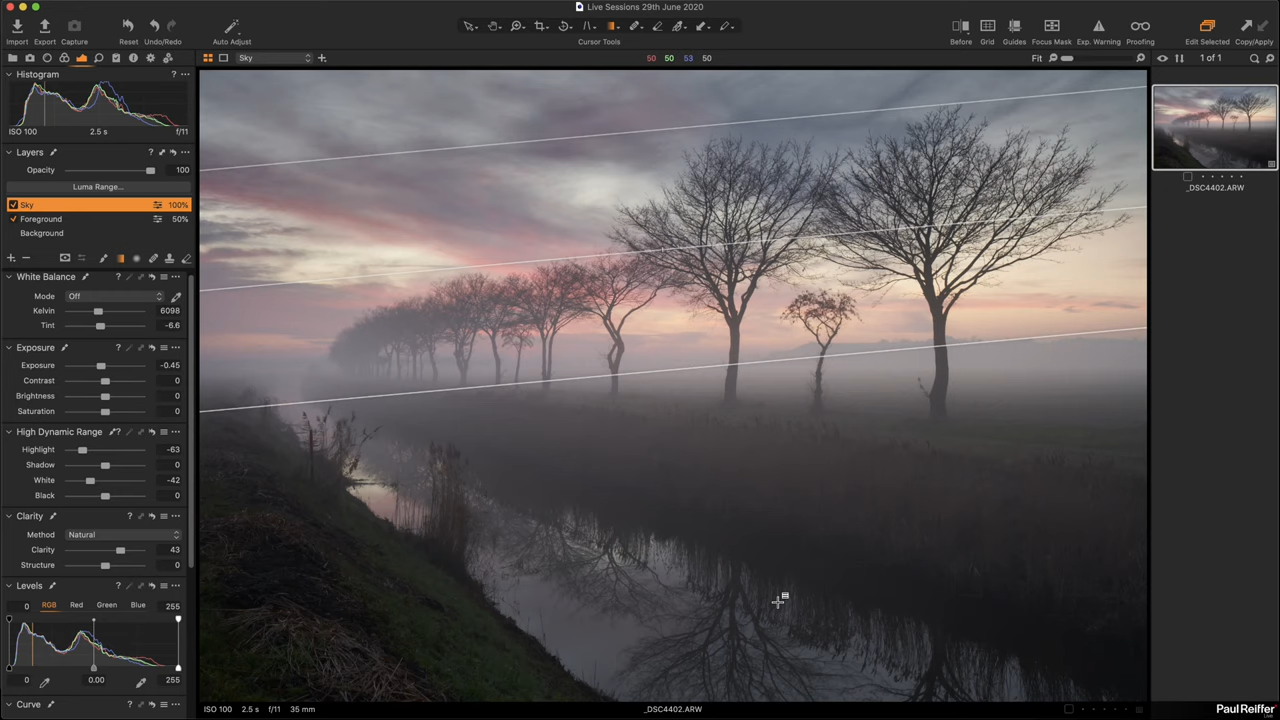 Live Sessions 29th June 2020
Import Export Capture Reset Undo/Redo Auto Adjust Cursor Tools Before Grid Guides Focus Mask Exp. Warning Proofing Edit Selected Copy/Apply
Sky 50 50 53 50 Fit 1 of 1
Histogram
ISO 100 2.5 s f/11
Layers
Opacity 100
Luma Range...
Sky 100%
Foreground 50%
Background
White Balance
Mode Off
Kelvin 6098
Tint -6.6
Exposure
Exposure -0.45
Contrast 0
Brightness 0
Saturation 0
High Dynamic Range
Highlight -63
Shadow 0
White -42
Black 0
Clarity
Method Natural
Clarity 43
Structure 0
Levels
0 RGB Red Green Blue 255
0 0.00 255
Curve
ISO 100 2.5 s f/11 35 mm _DSC4402.ARW
_DSC4402.ARW
PaulReiffer
Live